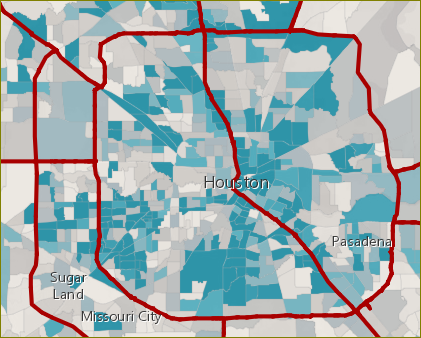 Houston
Pasadena
Sugar
Land
Missouri City